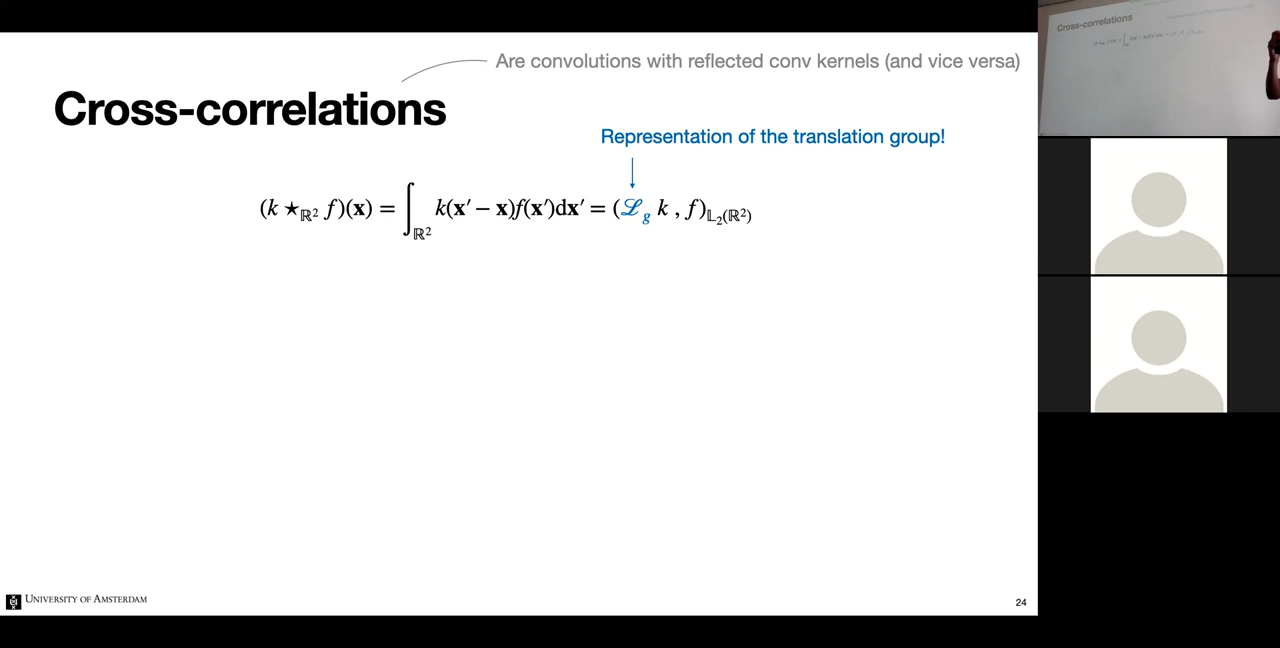 Are convolutions with reflected conv kernels (and vice versa)
Cross-correlations
Representation of the translation group!
(k ⋆_{ℝ²} f)(𝐱) = ∫_{ℝ²} k(𝐱′ − 𝐱)f(𝐱′)d𝐱′ = (ℒ_g k , f)_{𝕃₂(ℝ²)}
UNIVERSITY OF AMSTERDAM
24
Cross-correlations